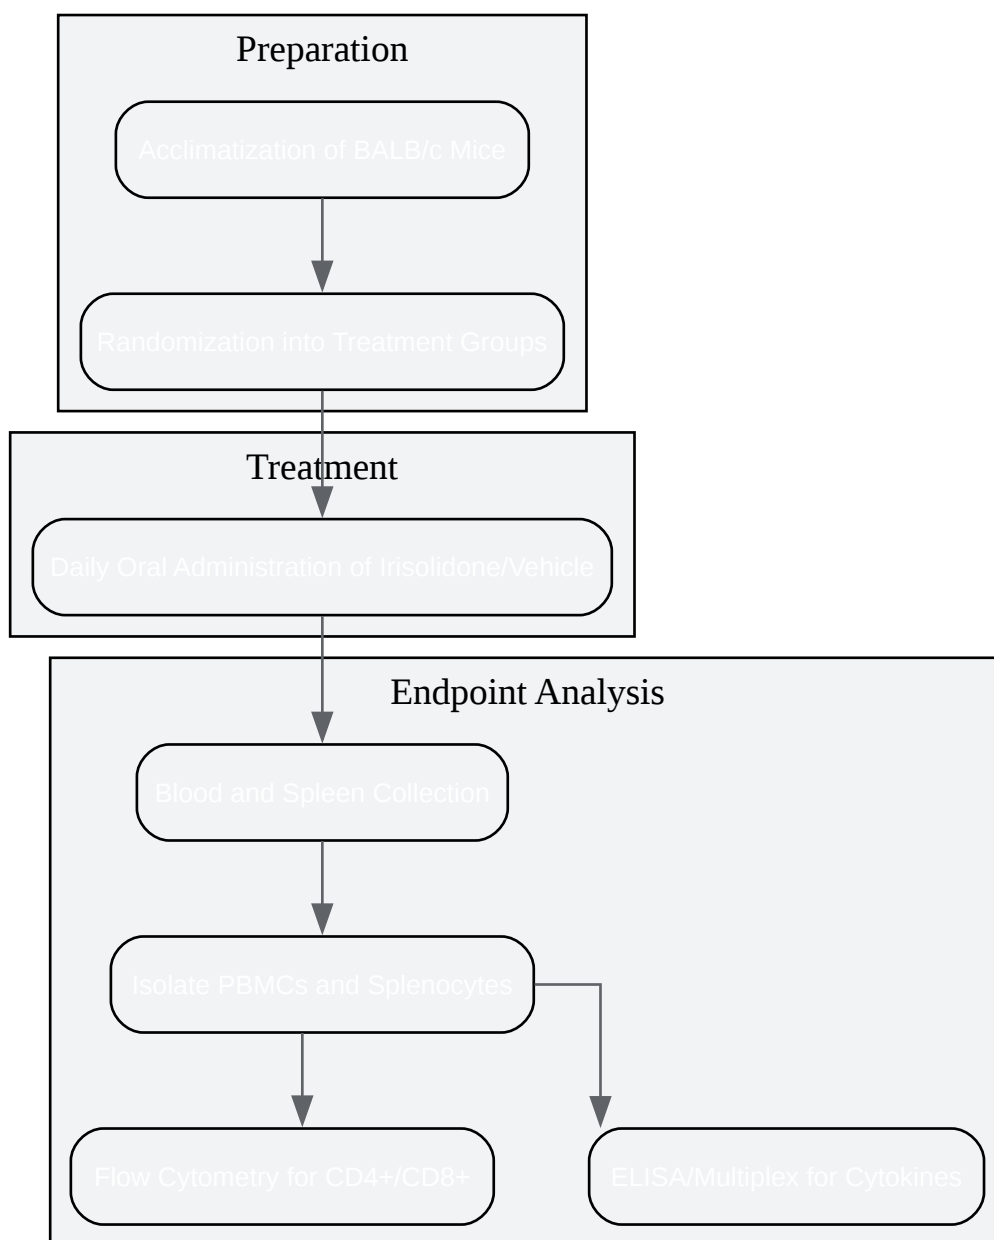 Preparation
Acclimatization of BALB/c Mice
Randomization into Treatment Groups
Treatment
Daily Oral Administration of Irisolidone/Vehicle
Endpoint Analysis
Blood and Spleen Collection
Isolate PBMCs and Splenocytes
Flow Cytometry for CD4+/CD8+
ELISA/Multiplex for Cytokines